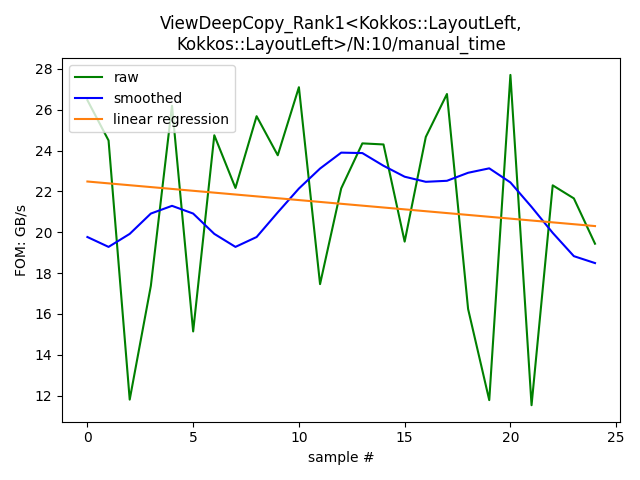 ViewDeepCopy_Rank1<Kokkos::LayoutLeft,
Kokkos::LayoutLeft>/N:10/manual_time
raw
smoothed
linear regression
FOM: GB/s
28
26
24
22
20
18
16
14
12
0
5
10
15
20
25
sample #